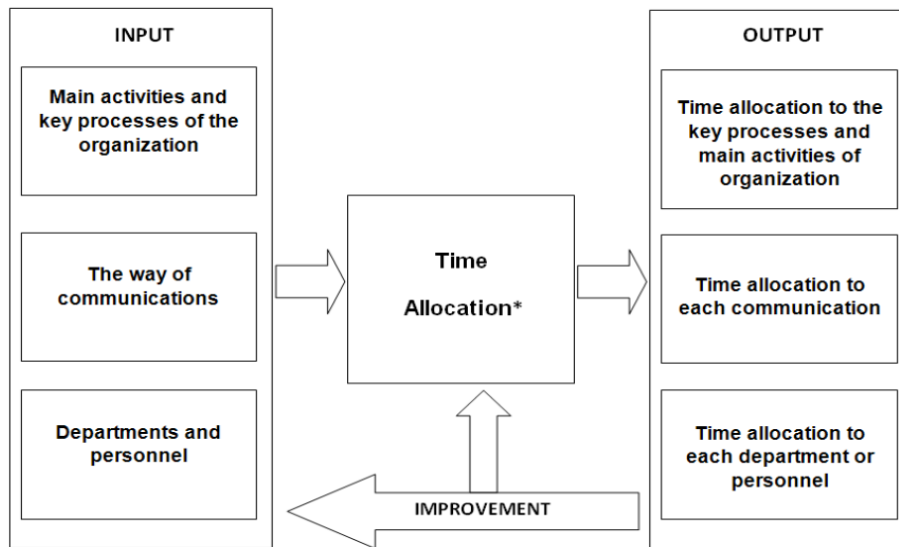 INPUT
Main activities and
key processes of the
organization
The way of
communications
Departments and
personnel
Time
Allocation*
IMPROVEMENT
OUTPUT
Time allocation to the
key processes and
main activities of
organization
Time allocation to
each communication
Time allocation to
each department or
personnel